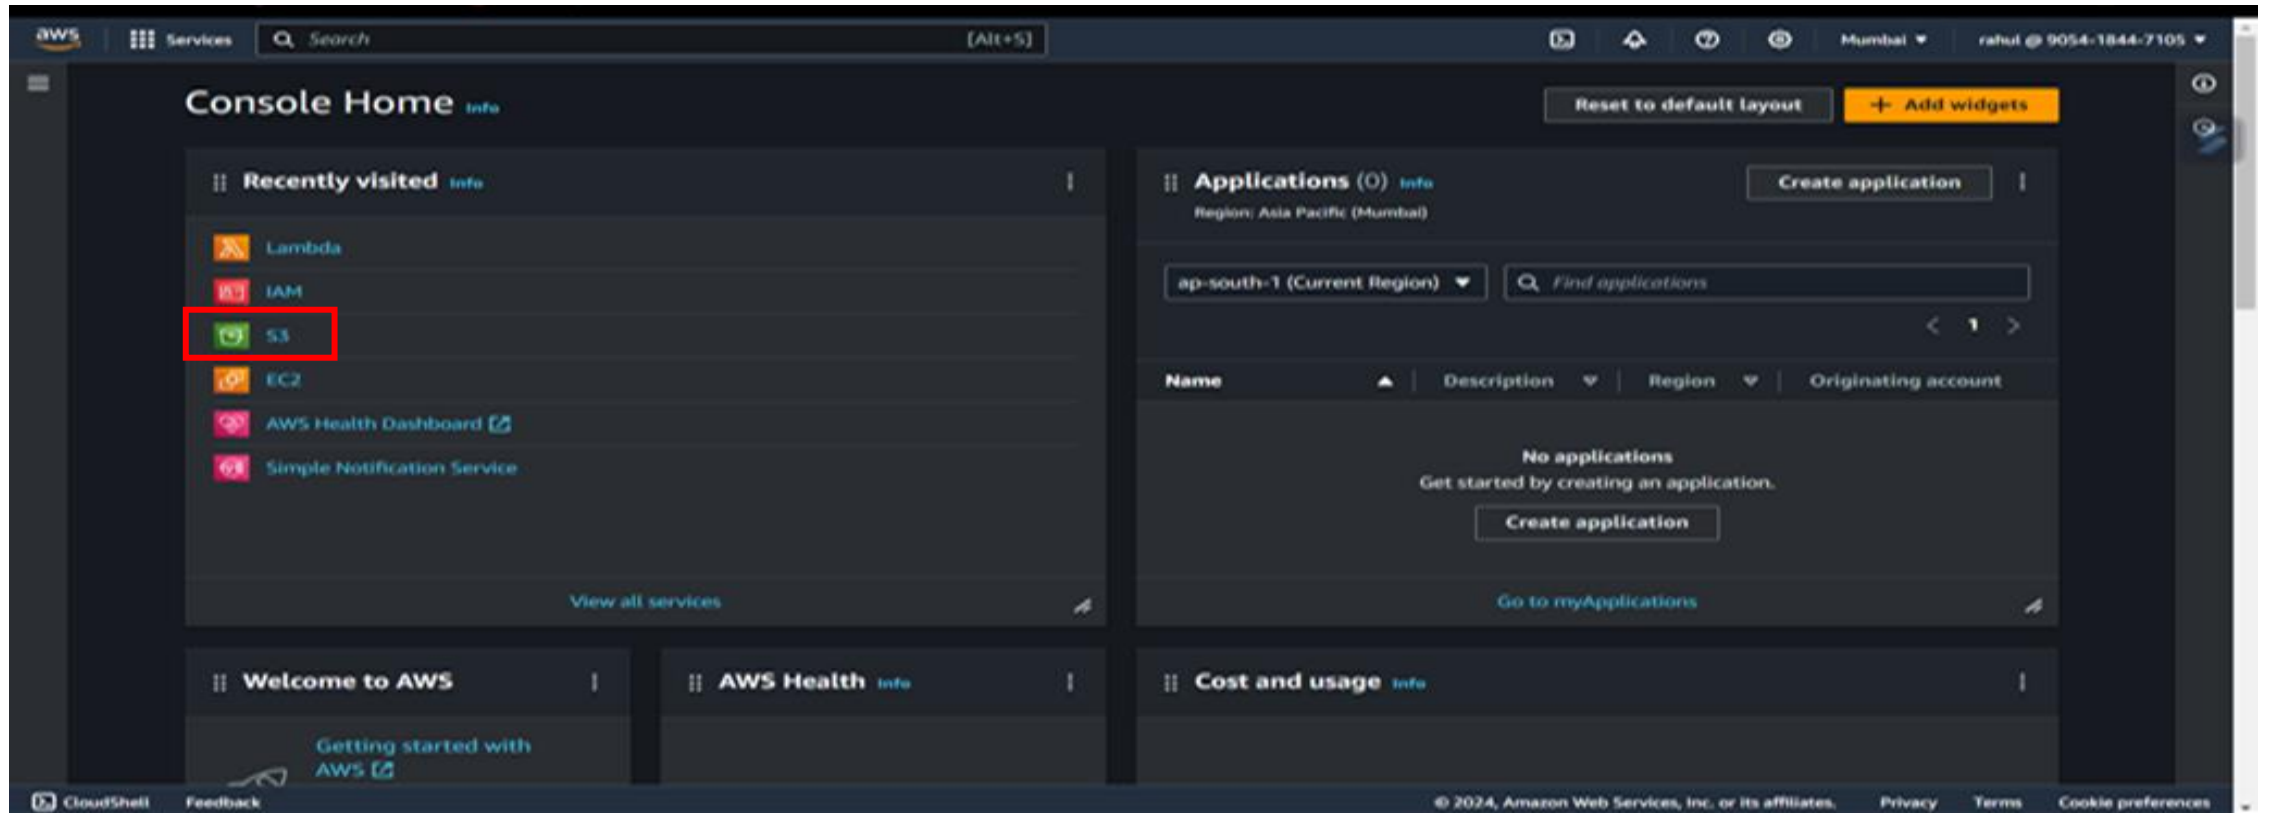 aws Services Search [Alt+S] Mumbai rahul @ 9054-1844-7105
Console Home Info
Reset to default layout
+ Add widgets
Recently visited Info
Lambda
IAM
S3
EC2
AWS Health Dashboard
Simple Notification Service
View all services
Applications (0) Info
Region: Asia Pacific (Mumbai)
Create application
ap-south-1 (Current Region)
Find applications
< 1 >
Name Description Region Originating account
No applications
Get started by creating an application.
Create application
Go to myApplications
Welcome to AWS
Getting started with
AWS
AWS Health Info
Cost and usage Info
CloudShell Feedback © 2024, Amazon Web Services, Inc. or its affiliates. Privacy Terms Cookie preferences